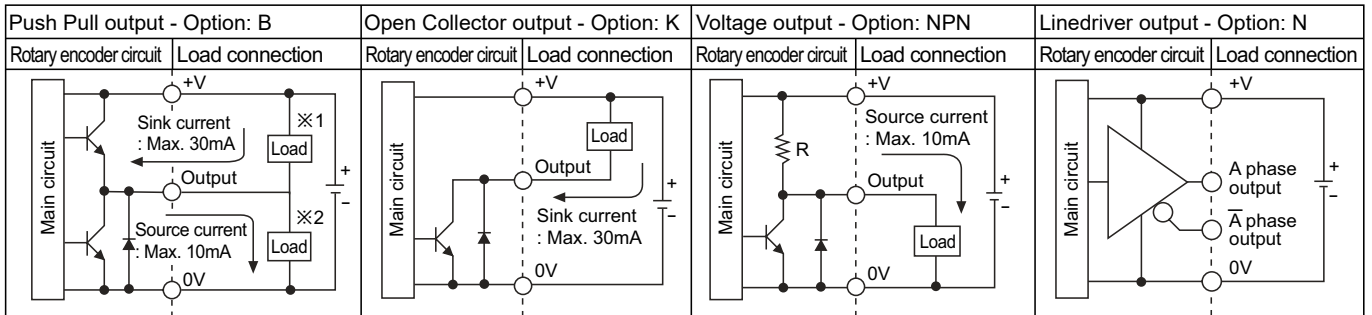 Push Pull output - Option: B
Rotary encoder circuit Load connection
+V
Sink current
: Max. 30mA
※1
Load
Output
※2
Source current
: Max. 10mA
Load
0V
Main circuit
+
−
Open Collector output - Option: K
Rotary encoder circuit Load connection
+V
Load
Output
Sink current
: Max. 30mA
0V
Main circuit
+
−
Voltage output - Option: NPN
Rotary encoder circuit Load connection
+V
Source current
: Max. 10mA
R
Output
Load
0V
Main circuit
+
−
Linedriver output - Option: N
Rotary encoder circuit Load connection
+V
A phase
output
A̅ phase
output
0V
Main circuit
+
−